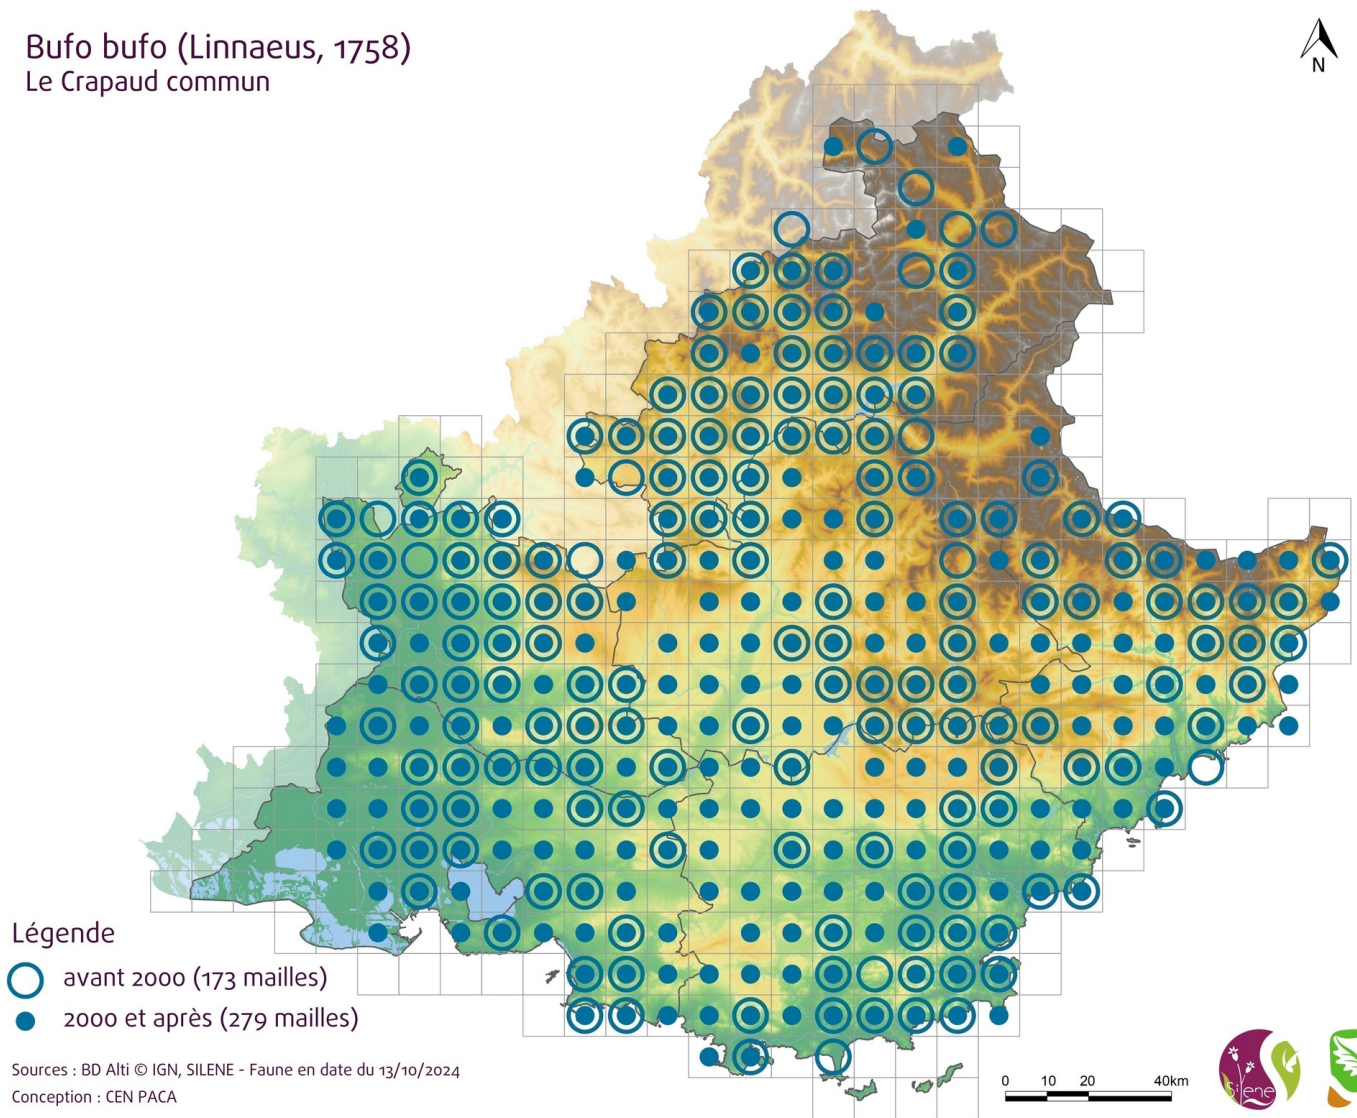 Bufo bufo (Linnaeus, 1758)
Le Crapaud commun
N
Légende
avant 2000 (173 mailles)
2000 et après (279 mailles)
Sources : BD Alti © IGN, SILENE - Faune en date du 13/10/2024
Conception : CEN PACA
0 10 20 40km
Silene